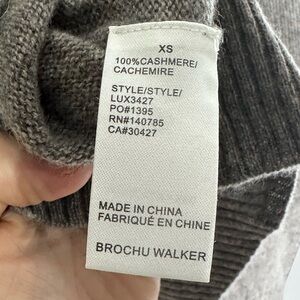 XS
100%CASHMERE/
CACHEMIRE
STYLE/STYLE/
LUX3427
PO#1395
RN#140785
CA#30427
MADE IN CHINA
FABRIQUÉ EN CHINE
BROCHU WALKER